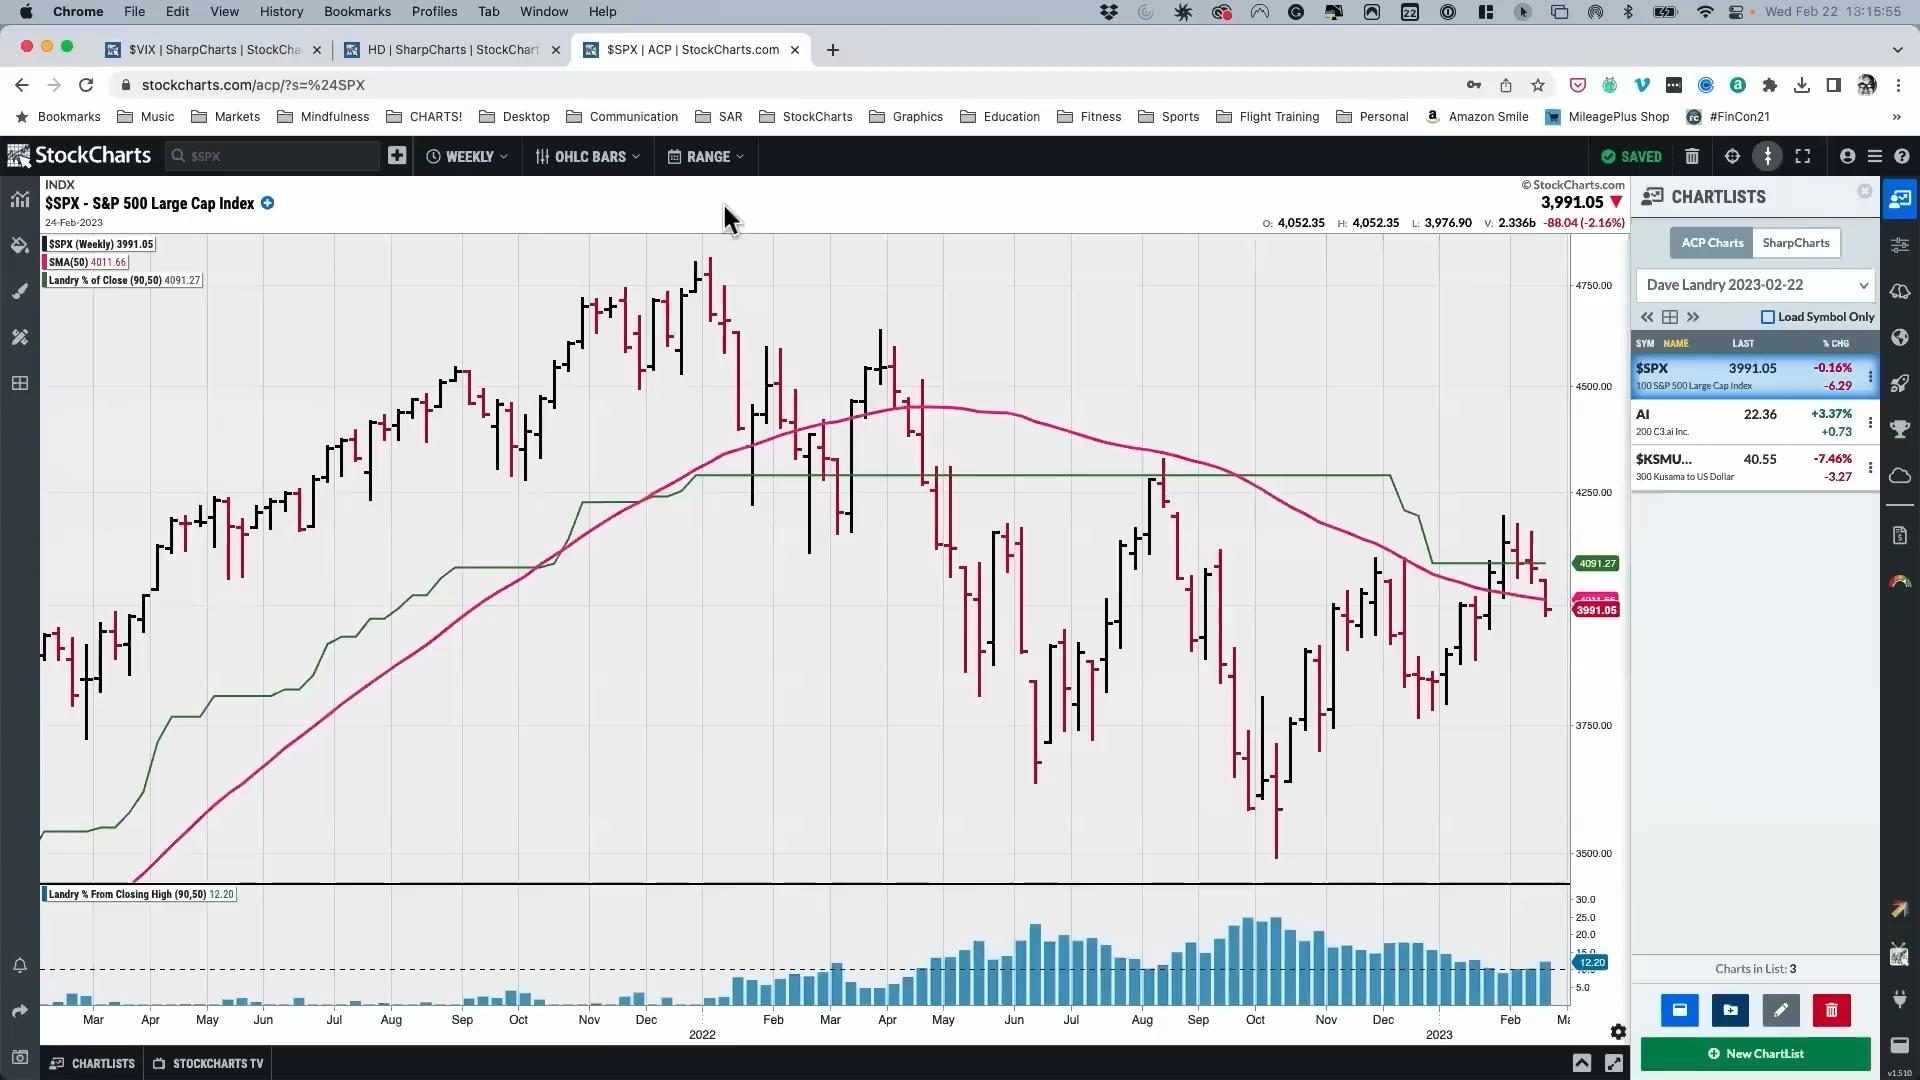 Chrome File Edit View History Bookmarks Profiles Tab Window Help 22 Wed Feb 22 13:15:55
$VIX | SharpCharts | StockCha HD | SharpCharts | StockChart $SPX | ACP | StockCharts.com
stockcharts.com/acp/?s=%24SPX
Bookmarks Music Markets Mindfulness CHARTS! Desktop Communication SAR StockCharts Graphics Education Fitness Sports Flight Training Personal Amazon Smile MileagePlus Shop #FinCon21
StockCharts $SPX WEEKLY OHLC BARS RANGE SAVED
INDX
© StockCharts.com
$SPX - S&P 500 Large Cap Index
3,991.05
24-Feb-2023
O: 4,052.35 H: 4,052.35 L: 3,976.90 V: 2.336b -88.04 (-2.16%)
$SPX (Weekly) 3991.05
SMA(50) 4011.66
Landry % of Close (90,50) 4091.27
4750.00
4500.00
4250.00
4091.27
4011.66
3991.05
3750.00
3500.00
Landry % From Closing High (90,50) 12.20
30.0
25.0
20.0
15.0
12.20
5.0
Mar Apr May Jun Jul Aug Sep Oct Nov Dec Feb Mar Apr May Jun Jul Aug Sep Oct Nov Dec Feb Ma
2022 2023
CHARTLISTS STOCKCHARTS TV
CHARTLISTS
ACP Charts SharpCharts
Dave Landry 2023-02-22
Load Symbol Only
SYM NAME LAST % CHG
$SPX 3991.05 -0.16%
100 S&P 500 Large Cap Index -6.29
AI 22.36 +3.37%
200 C3.ai Inc. +0.73
$KSMU... 40.55 -7.46%
300 Kusama to US Dollar -3.27
Charts in List: 3
New ChartList
v1.510